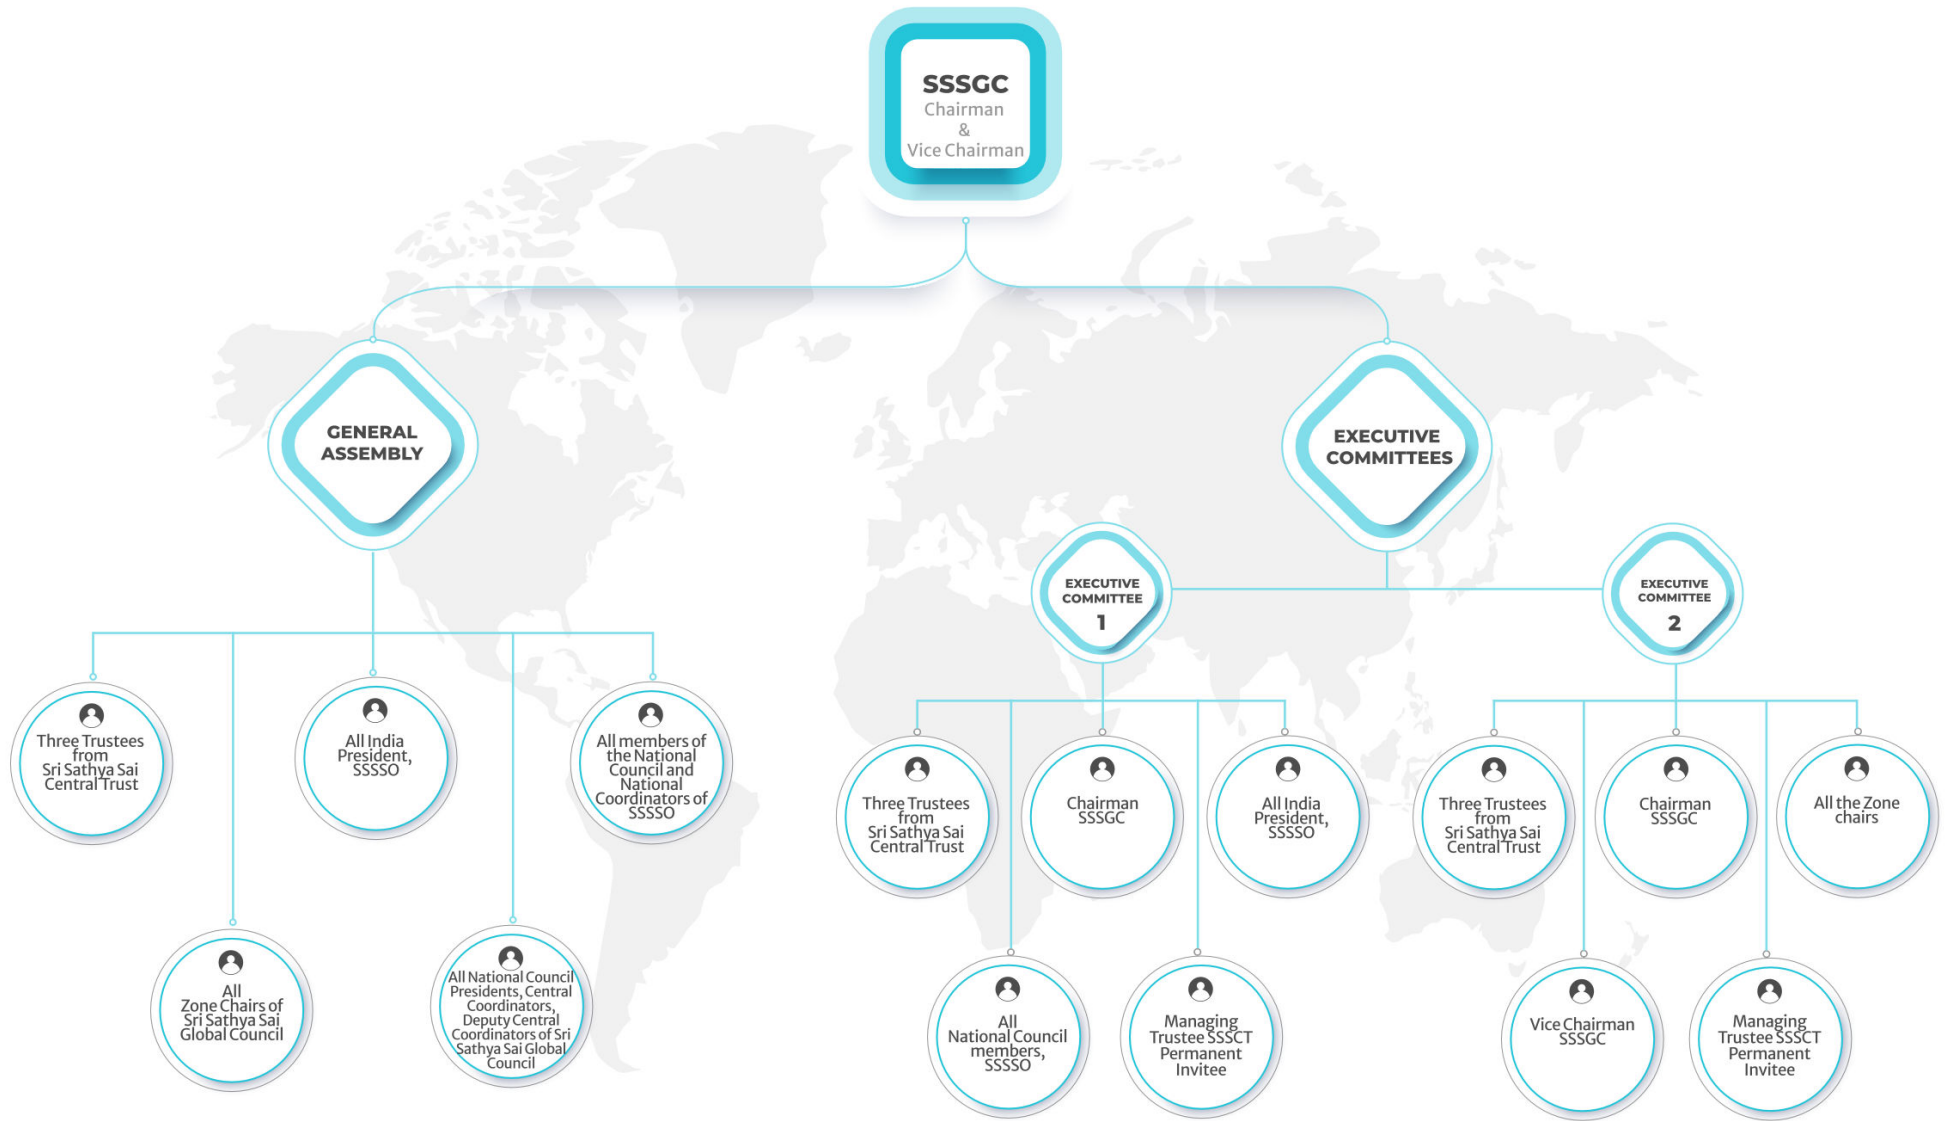 SSSGC
Chairman
&
Vice Chairman
GENERAL
ASSEMBLY
EXECUTIVE
COMMITTEES
EXECUTIVE
COMMITTEE
1
EXECUTIVE
COMMITTEE
2
Three Trustees
from
Sri Sathya Sai
Central Trust
All India
President,
SSSSO
All members of
the National
Council and
National
Coordinators of
SSSSO
All
Zone Chairs of
Sri Sathya Sai
Global Council
All National Council
Presidents, Central
Coordinators,
Deputy Central
Coordinators of Sri
Sathya Sai Global
Council
Three Trustees
from
Sri Sathya Sai
Central Trust
Chairman
SSSGC
All India
President,
SSSSO
All
National Council
members,
SSSSO
Managing
Trustee SSSCT
Permanent
Invitee
Three Trustees
from
Sri Sathya Sai
Central Trust
Chairman
SSSGC
All the Zone
chairs
Vice Chairman
SSSGC
Managing
Trustee SSSCT
Permanent
Invitee